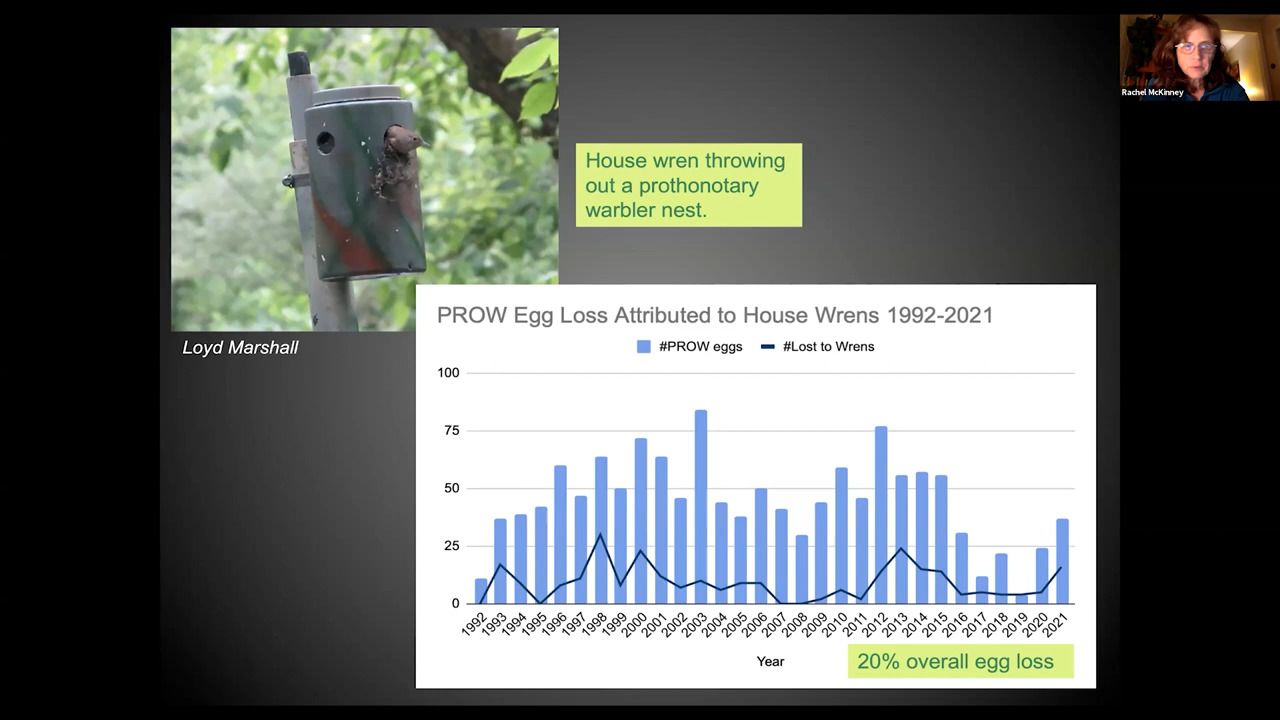 Rachel McKinney
House wren throwing
out a prothonotary
warbler nest.
Loyd Marshall
PROW Egg Loss Attributed to House Wrens 1992-2021
#PROW eggs #Lost to Wrens
100
75
50
25
0
1992 1993 1994 1995 1996 1997 1998 1999 2000 2001 2002 2003 2004 2005 2006 2007 2008 2009 2010 2011 2012 2013 2014 2015 2016 2017 2018 2019 2020 2021
Year
20% overall egg loss